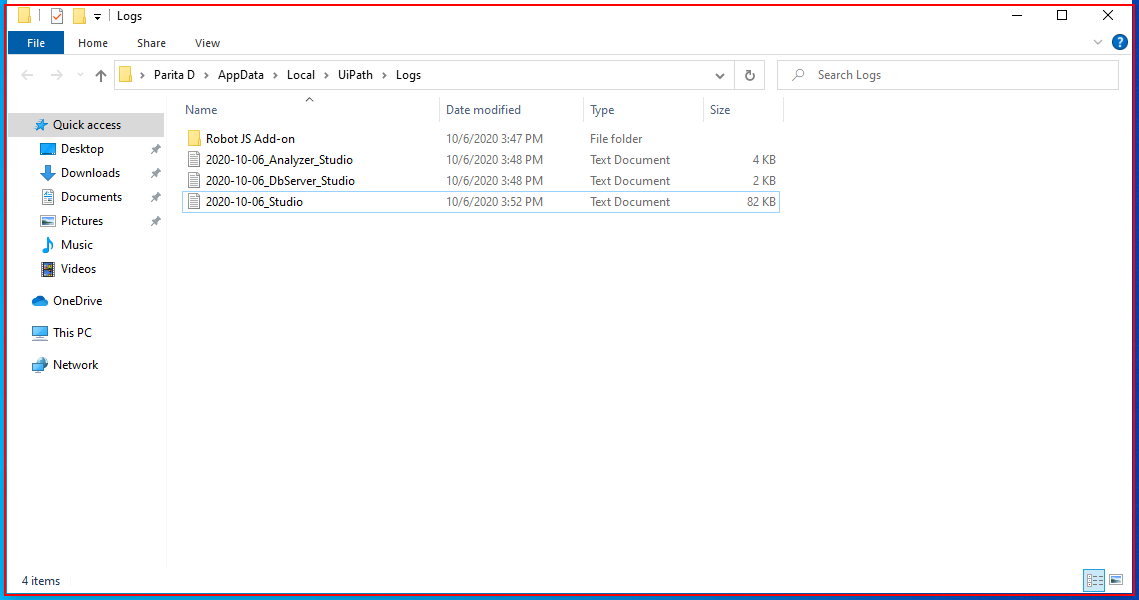 Logs
File Home Share View
Parita D > AppData > Local > UiPath > Logs
Search Logs
Name Date modified Type Size
Quick access
Desktop
Downloads
Documents
Pictures
Music
Videos
OneDrive
This PC
Network
Robot JS Add-on 10/6/2020 3:47 PM File folder
2020-10-06_Analyzer_Studio 10/6/2020 3:48 PM Text Document 4 KB
2020-10-06_DbServer_Studio 10/6/2020 3:48 PM Text Document 2 KB
2020-10-06_Studio 10/6/2020 3:52 PM Text Document 82 KB
4 items